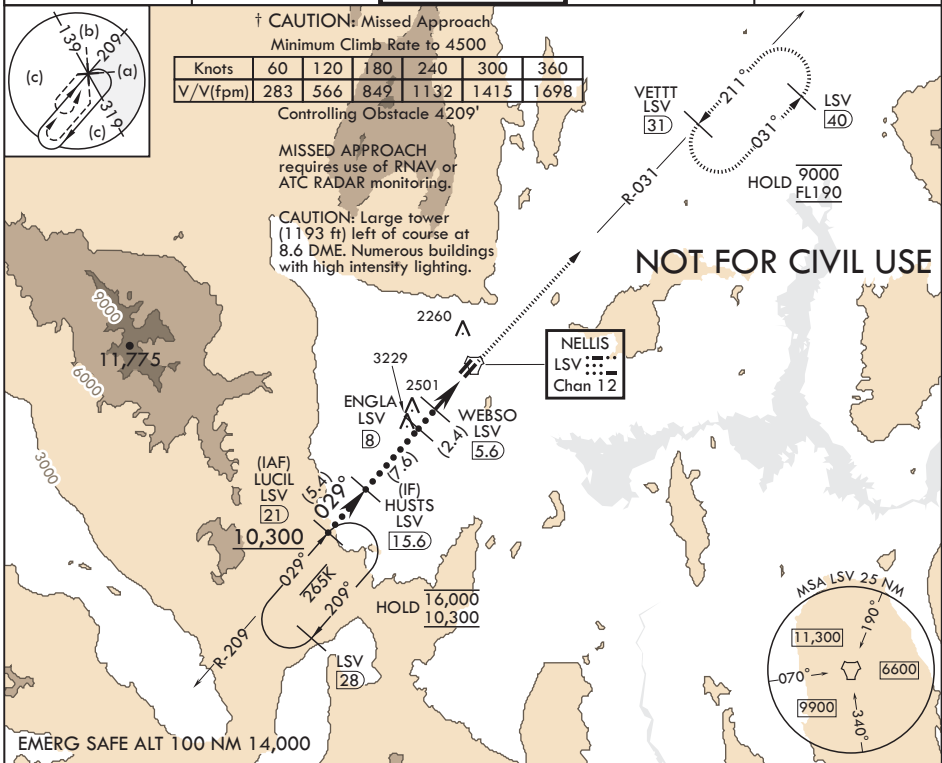 (b)
139
209
(c)
(a)
319
(c)
† CAUTION: Missed Approach
Minimum Climb Rate to 4500
Knots 60 120 180 240 300 360
V/V(fpm) 283 566 849 1132 1415 1698
Controlling Obstacle 4209'
MISSED APPROACH
requires use of RNAV or
ATC RADAR monitoring.
CAUTION: Large tower
(1193 ft) left of course at
8.6 DME. Numerous buildings
with high intensity lighting.
VETTT
LSV
31
211°
031°
LSV
40
HOLD 9000
FL190
R-031
NOT FOR CIVIL USE
9000
11,775
6000
3000
2260
NELLIS
LSV
Chan 12
3229
2501
ENGLA
LSV
8
WEBSO
LSV
5.6
(2.4)
(7.6)
(IAF)
LUCIL
LSV
21
10,300
(5.4)
029°
(IF)
HUSTS
LSV
15.6
029°
265K
209°
HOLD 16,000
10,300
R-209
LSV
28
MSA LSV 25 NM
190°
11,300
070°
6600
9900
340°
EMERG SAFE ALT 100 NM 14,000